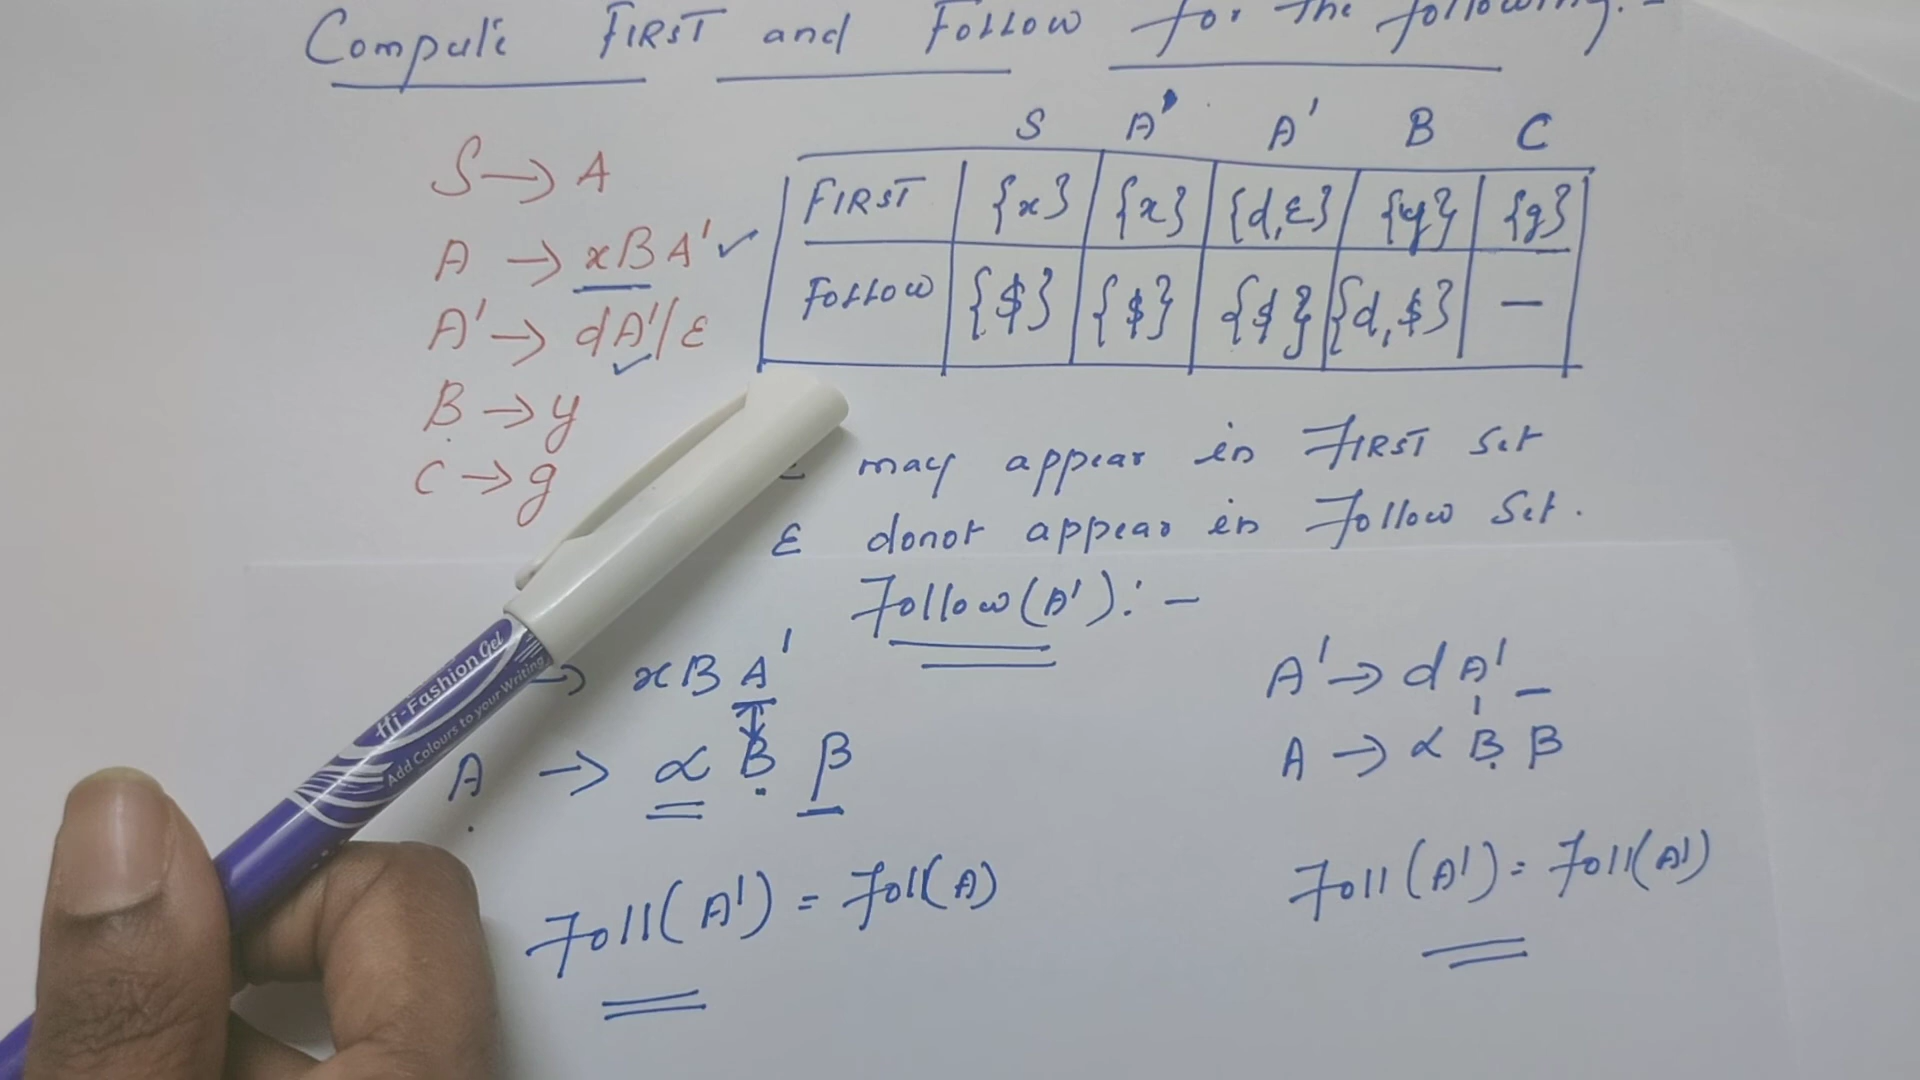 Compute FIRST and FOLLOW for the following:-
S → A
A → xBA' ✓
A' → dA'/ε
B → y
C → g
S A' A' B C
FIRST {x} {x} {d,ε} {y} {g}
FOLLOW {$} {$} {$} {d,$} —
ε may appear in FIRST set
ε donot appear in Follow Set.
Follow(A'):-
→ xBA'
A → α B β
Foll(A') = Foll(A)
A' → dA' _
A → α B β
Foll(A') = Foll(A')
Hi-Fashion Gel
Add Colours to your Writing